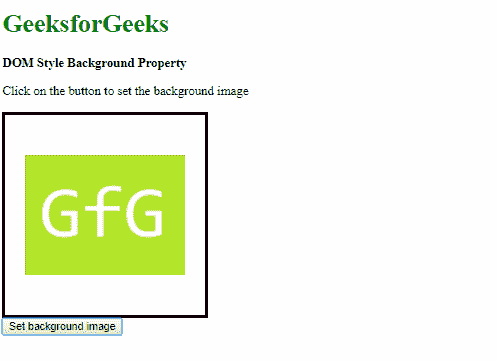 GeeksforGeeks
DOM Style Background Property
Click on the button to set the background image
GfG
Set background image